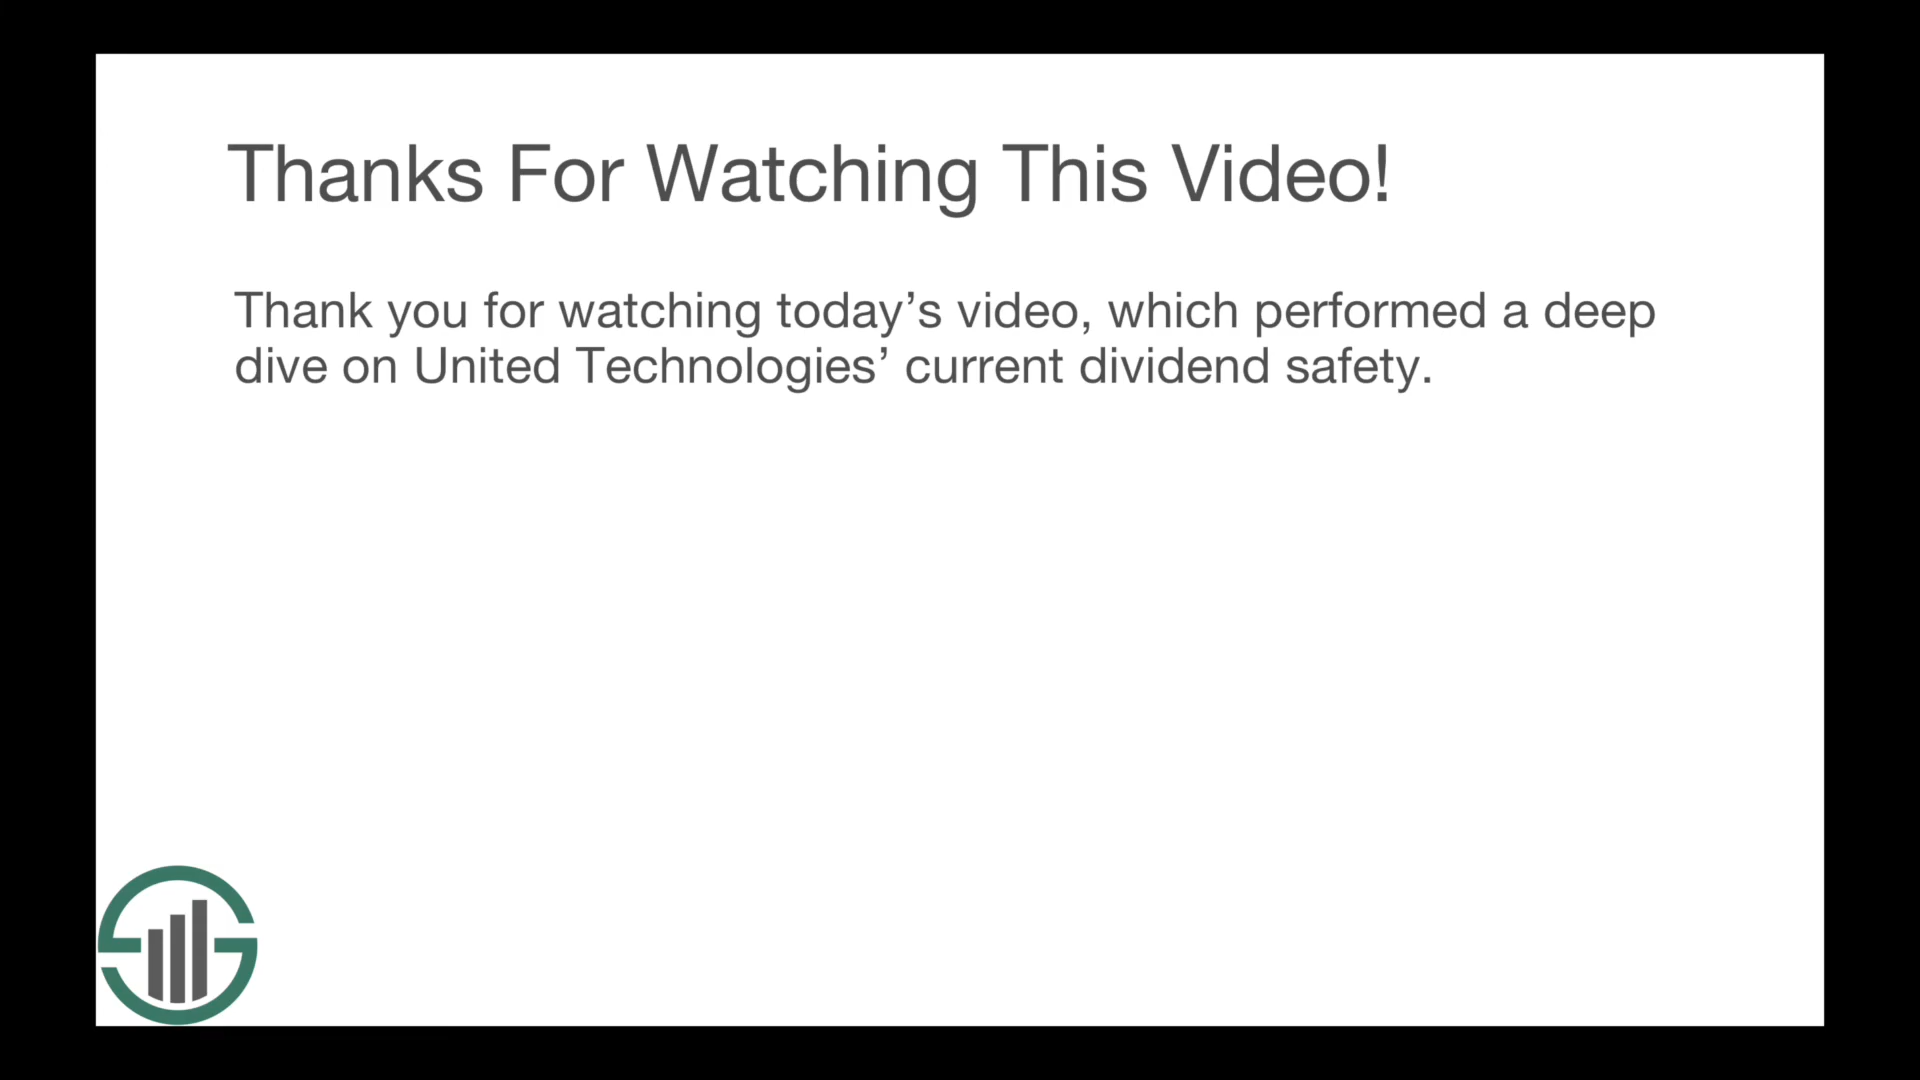 Thanks For Watching This Video!
Thank you for watching today’s video, which performed a deep
dive on United Technologies’ current dividend safety.